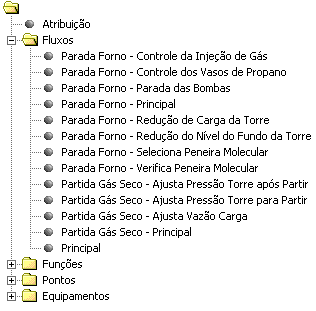 Atribuição
Fluxos
Parada Forno - Controle da Injeção de Gás
Parada Forno - Controle dos Vasos de Propano
Parada Forno - Parada das Bombas
Parada Forno - Principal
Parada Forno - Redução de Carga da Torre
Parada Forno - Redução do Nível do Fundo da Torre
Parada Forno - Seleciona Peneira Molecular
Parada Forno - Verifica Peneira Molecular
Partida Gás Seco - Ajusta Pressão Torre após Partir
Partida Gás Seco - Ajusta Pressão Torre para Partir
Partida Gás Seco - Ajusta Vazão Carga
Partida Gás Seco - Principal
Principal
Funções
Pontos
Equipamentos